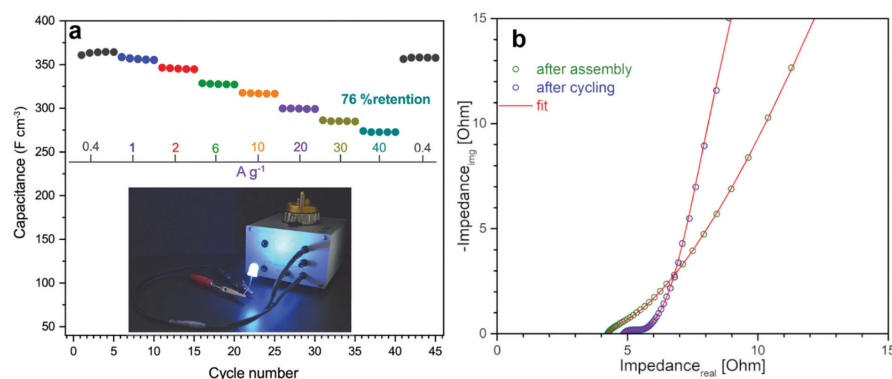 a
400
350
300
250
200
150
100
50
Capacitance (F cm⁻³)
76 %retention
0.4 1 2 6 10 20 30 40 0.4
A g⁻¹
0 5 10 15 20 25 30 35 40 45
Cycle number
b
15
10
5
0
-Impedance_img [Ohm]
after assembly
after cycling
fit
5 10 15
Impedance_real [Ohm]